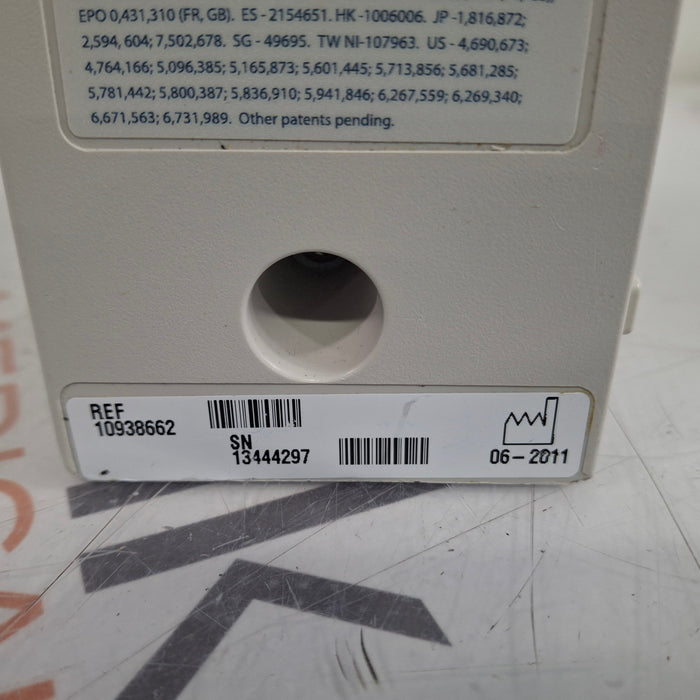 EPO 0,431,310 (FR, GB). ES - 2154651. HK -1006006. JP -1,816,872;
2,594, 604; 7,502,678. SG - 49695. TW NI-107963. US - 4,690,673;
4,764,166; 5,096,385; 5,165,873; 5,601,445; 5,713,856; 5,681,285;
5,781,442; 5,800,387; 5,836,910; 5,941,846; 6,267,559; 6,269,340;
6,671,563; 6,731,989. Other patents pending.
REF
10938662
SN
13444297
06-2011